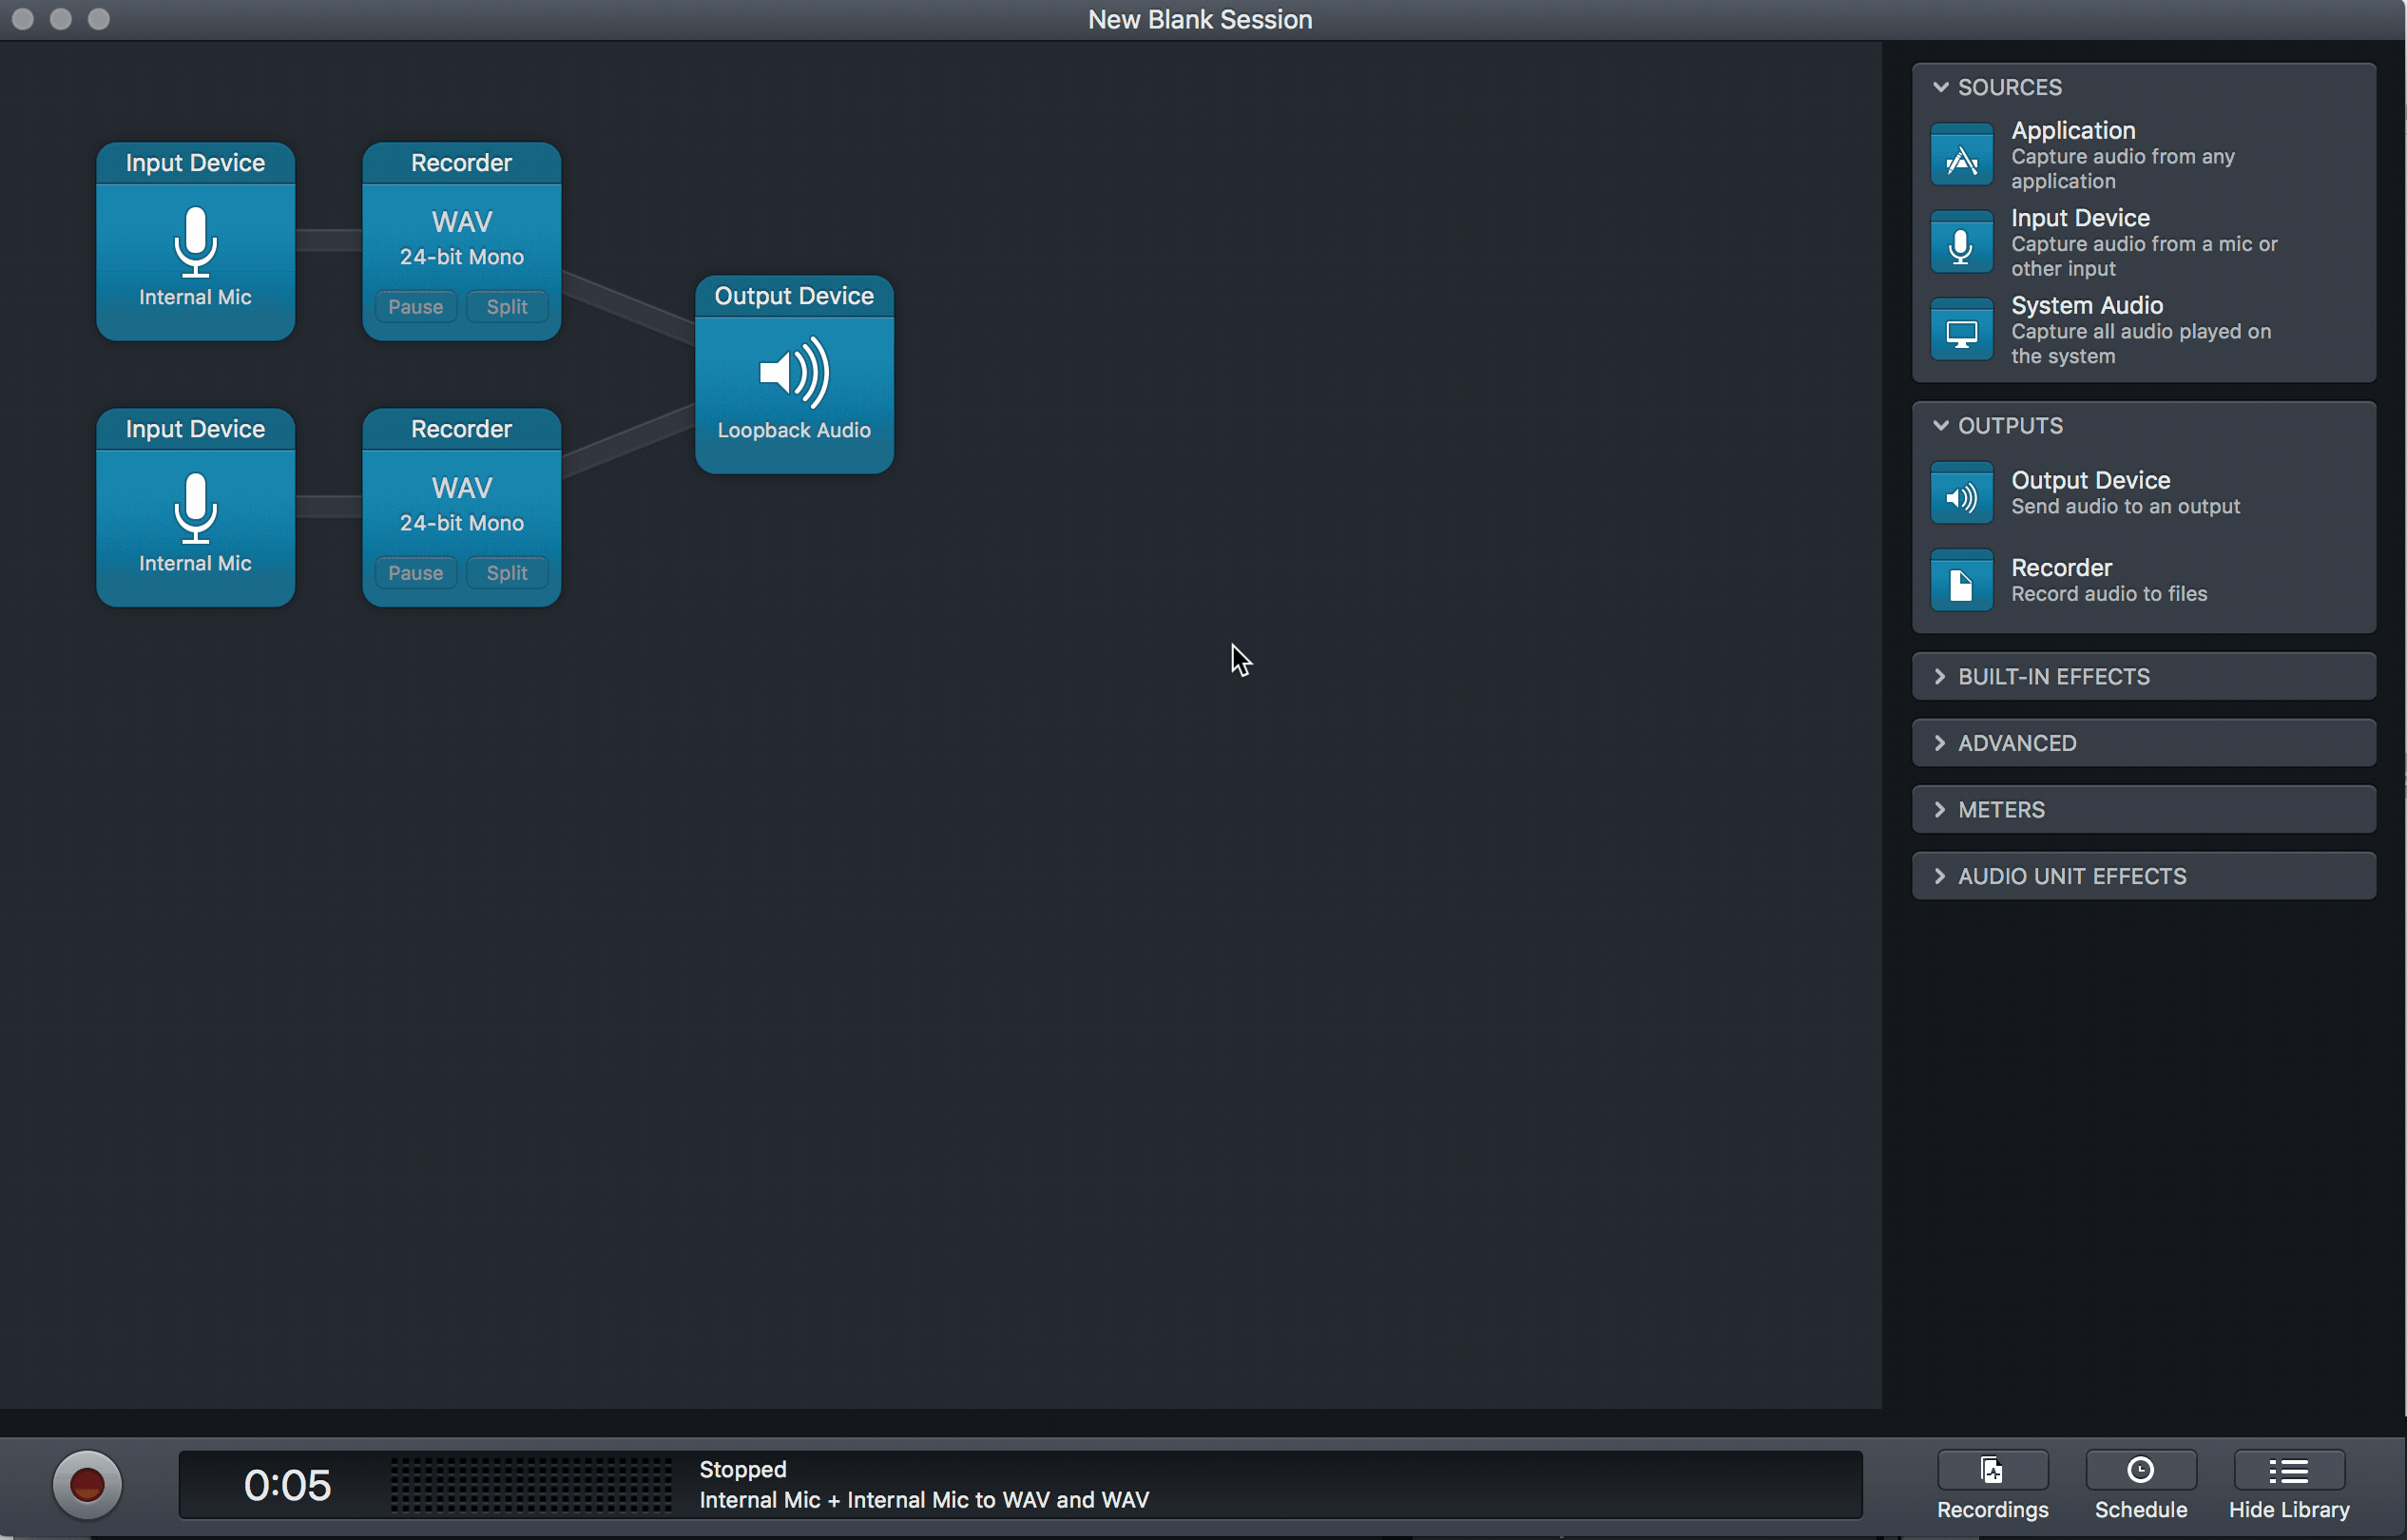 New Blank Session
Input Device
Internal Mic
Recorder
WAV
24-bit Mono
Pause Split
Output Device
Loopback Audio
Input Device
Internal Mic
Recorder
WAV
24-bit Mono
Pause Split
SOURCES
Application
Capture audio from any
application
Input Device
Capture audio from a mic or
other input
System Audio
Capture all audio played on
the system
OUTPUTS
Output Device
Send audio to an output
Recorder
Record audio to files
BUILT-IN EFFECTS
ADVANCED
METERS
AUDIO UNIT EFFECTS
0:05
Stopped
Internal Mic + Internal Mic to WAV and WAV
Recordings
Schedule
Hide Library